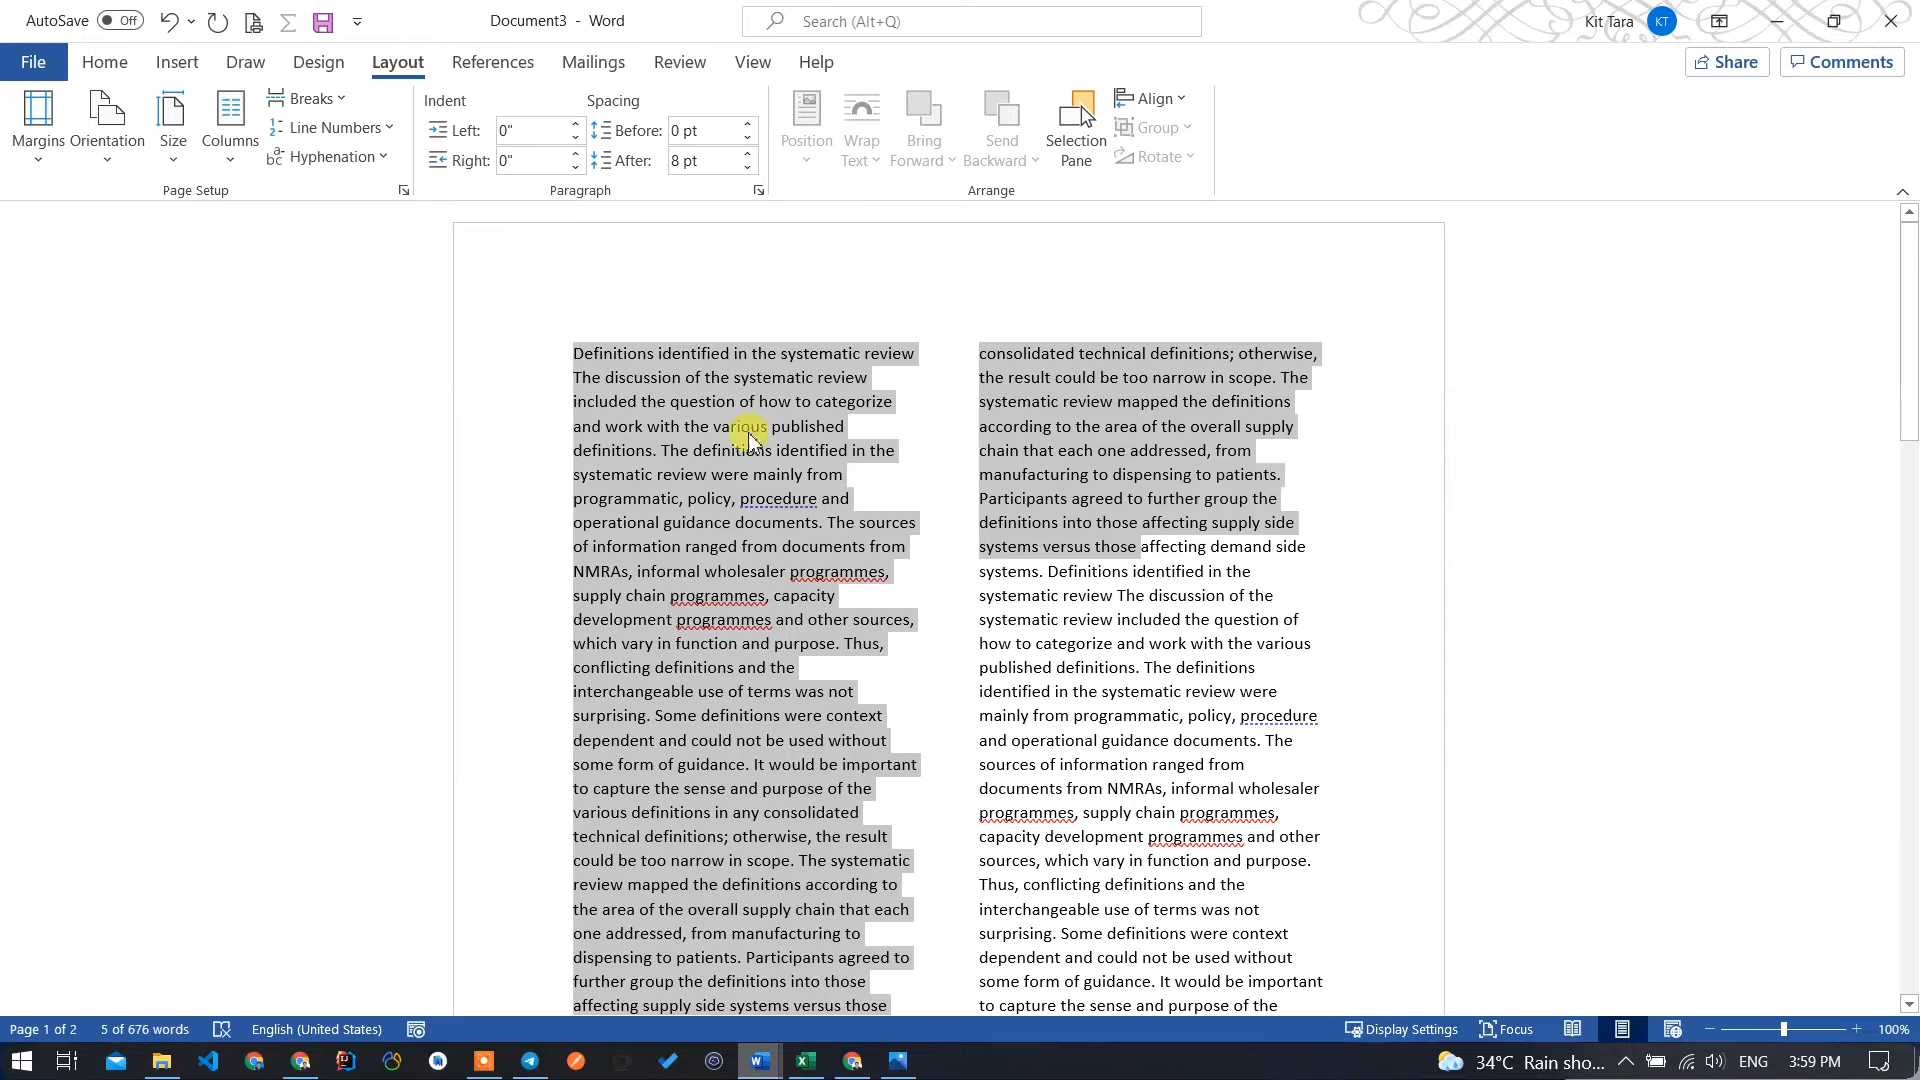 AutoSave Off Document3 - Word Search (Alt+Q) Kit Tara KT
File Home Insert Draw Design Layout References Mailings Review View Help Share Comments
Margins Orientation Size Columns
Breaks
Line Numbers
Hyphenation
Page Setup
Indent Spacing
Left: 0" Before: 0 pt
Right: 0" After: 8 pt
Paragraph
Position
Wrap Text
Bring Forward
Send Backward
Selection Pane
Align
Group
Rotate
Arrange
Definitions identified in the systematic review
The discussion of the systematic review
included the question of how to categorize
and work with the various published
definitions. The definitions identified in the
systematic review were mainly from
programmatic, policy, procedure and
operational guidance documents. The sources
of information ranged from documents from
NMRAs, informal wholesaler programmes,
supply chain programmes, capacity
development programmes and other sources,
which vary in function and purpose. Thus,
conflicting definitions and the
interchangeable use of terms was not
surprising. Some definitions were context
dependent and could not be used without
some form of guidance. It would be important
to capture the sense and purpose of the
various definitions in any consolidated
technical definitions; otherwise, the result
could be too narrow in scope. The systematic
review mapped the definitions according to
the area of the overall supply chain that each
one addressed, from manufacturing to
dispensing to patients. Participants agreed to
further group the definitions into those
affecting supply side systems versus those
consolidated technical definitions; otherwise,
the result could be too narrow in scope. The
systematic review mapped the definitions
according to the area of the overall supply
chain that each one addressed, from
manufacturing to dispensing to patients.
Participants agreed to further group the
definitions into those affecting supply side
systems versus those affecting demand side
systems. Definitions identified in the
systematic review The discussion of the
systematic review included the question of
how to categorize and work with the various
published definitions. The definitions
identified in the systematic review were
mainly from programmatic, policy, procedure
and operational guidance documents. The
sources of information ranged from
documents from NMRAs, informal wholesaler
programmes, supply chain programmes,
capacity development programmes and other
sources, which vary in function and purpose.
Thus, conflicting definitions and the
interchangeable use of terms was not
surprising. Some definitions were context
dependent and could not be used without
some form of guidance. It would be important
to capture the sense and purpose of the
Page 1 of 2 5 of 676 words English (United States) Display Settings Focus 100%
34°C Rain sho... ENG 3:59 PM